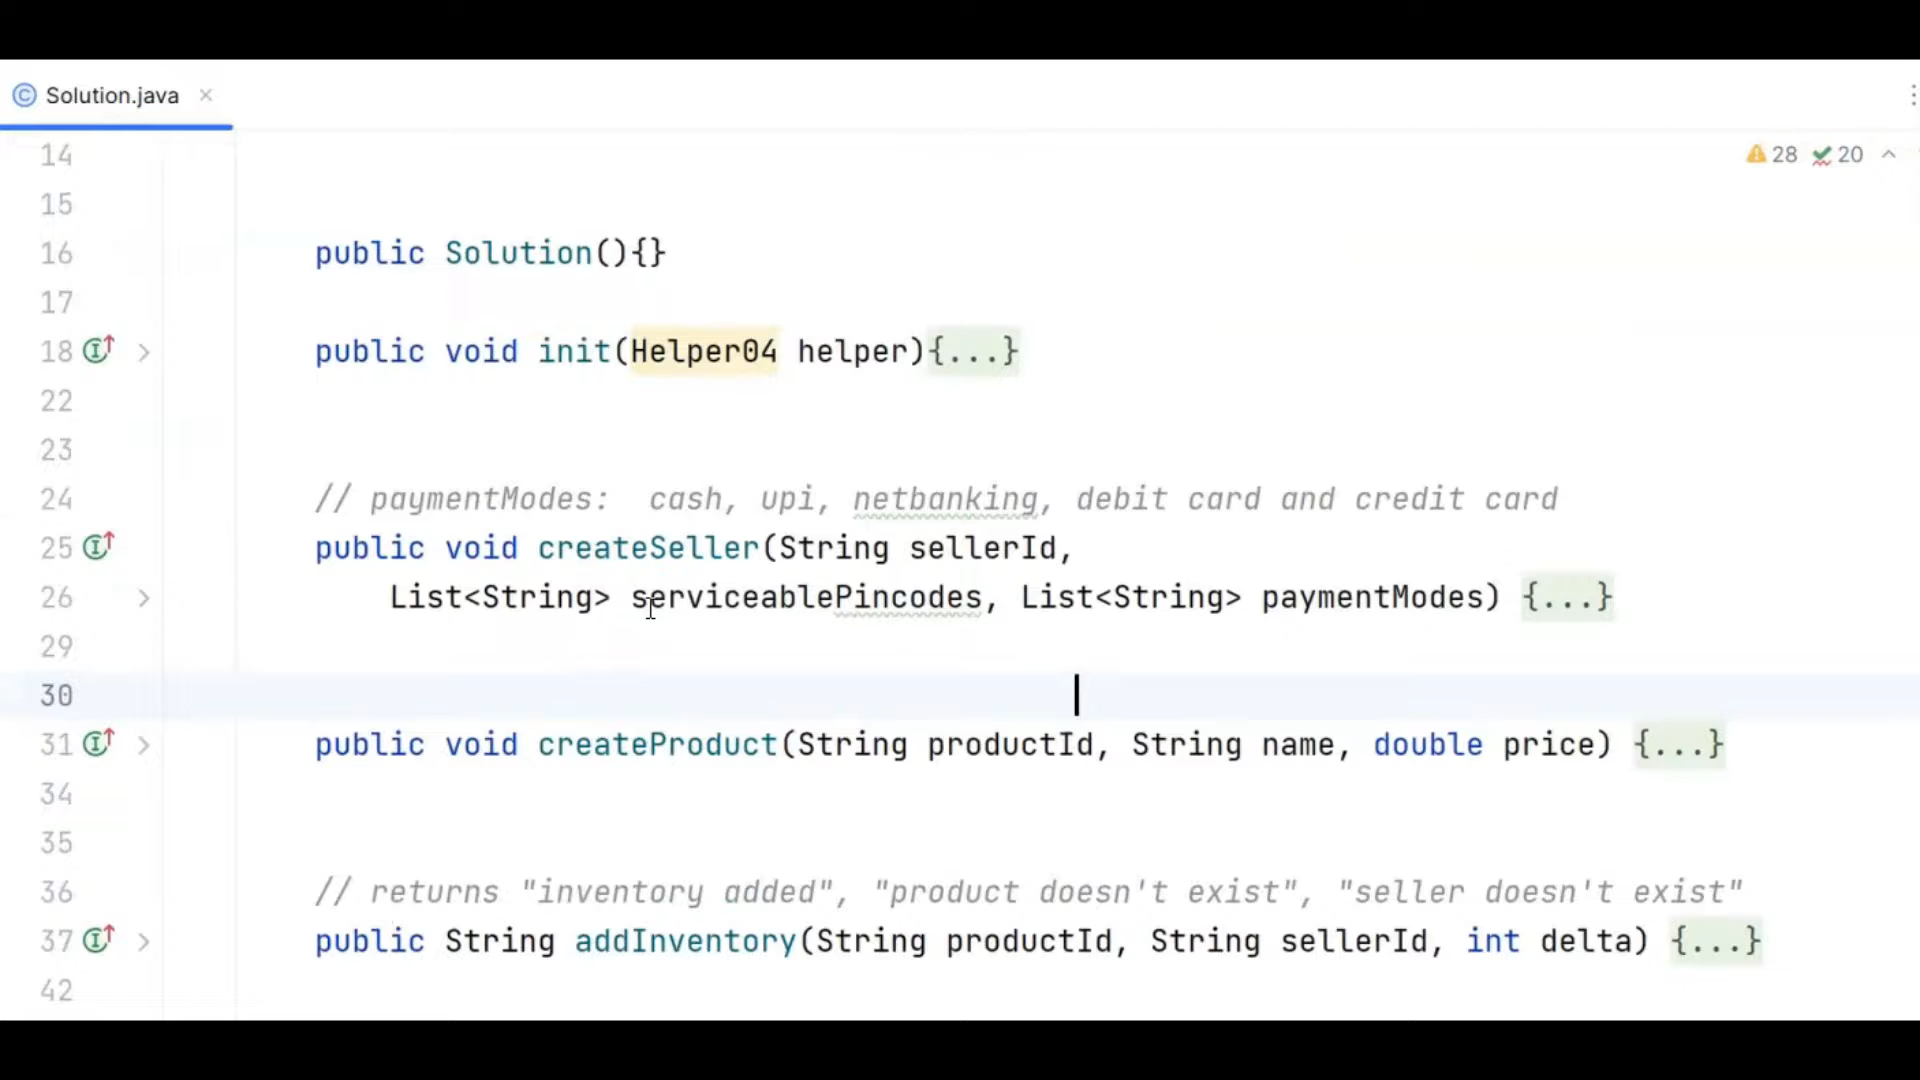 Solution.java
28 20
14
15
16 public Solution(){}
17
18 public void init(Helper04 helper){...}
22
23
24 // paymentModes:  cash, upi, netbanking, debit card and credit card
25 public void createSeller(String sellerId,
26 List<String> serviceablePincodes, List<String> paymentModes) {...}
29
30
31 public void createProduct(String productId, String name, double price) {...}
34
35
36 // returns "inventory added", "product doesn't exist", "seller doesn't exist"
37 public String addInventory(String productId, String sellerId, int delta) {...}
42